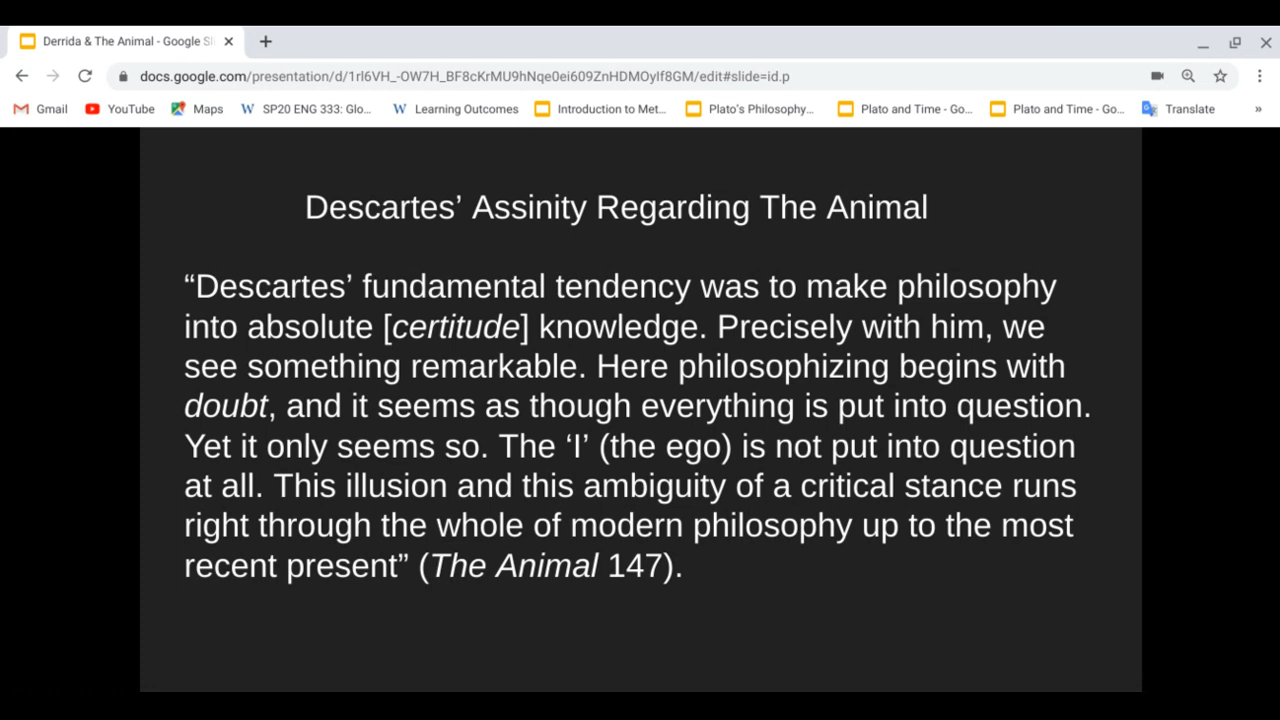 Derrida & The Animal - Google Sl
docs.google.com/presentation/d/1rl6VH_-OW7H_BF8cKrMU9hNqe0ei609ZnHDMOyIf8GM/edit#slide=id.p
Gmail YouTube Maps SP20 ENG 333: Glo... Learning Outcomes Introduction to Met... Plato's Philosophy... Plato and Time - Go... Plato and Time - Go... Translate »
Descartes’ Assinity Regarding The Animal
“Descartes’ fundamental tendency was to make philosophy
into absolute [certitude] knowledge. Precisely with him, we
see something remarkable. Here philosophizing begins with
doubt, and it seems as though everything is put into question.
Yet it only seems so. The ‘I’ (the ego) is not put into question
at all. This illusion and this ambiguity of a critical stance runs
right through the whole of modern philosophy up to the most
recent present” (The Animal 147).